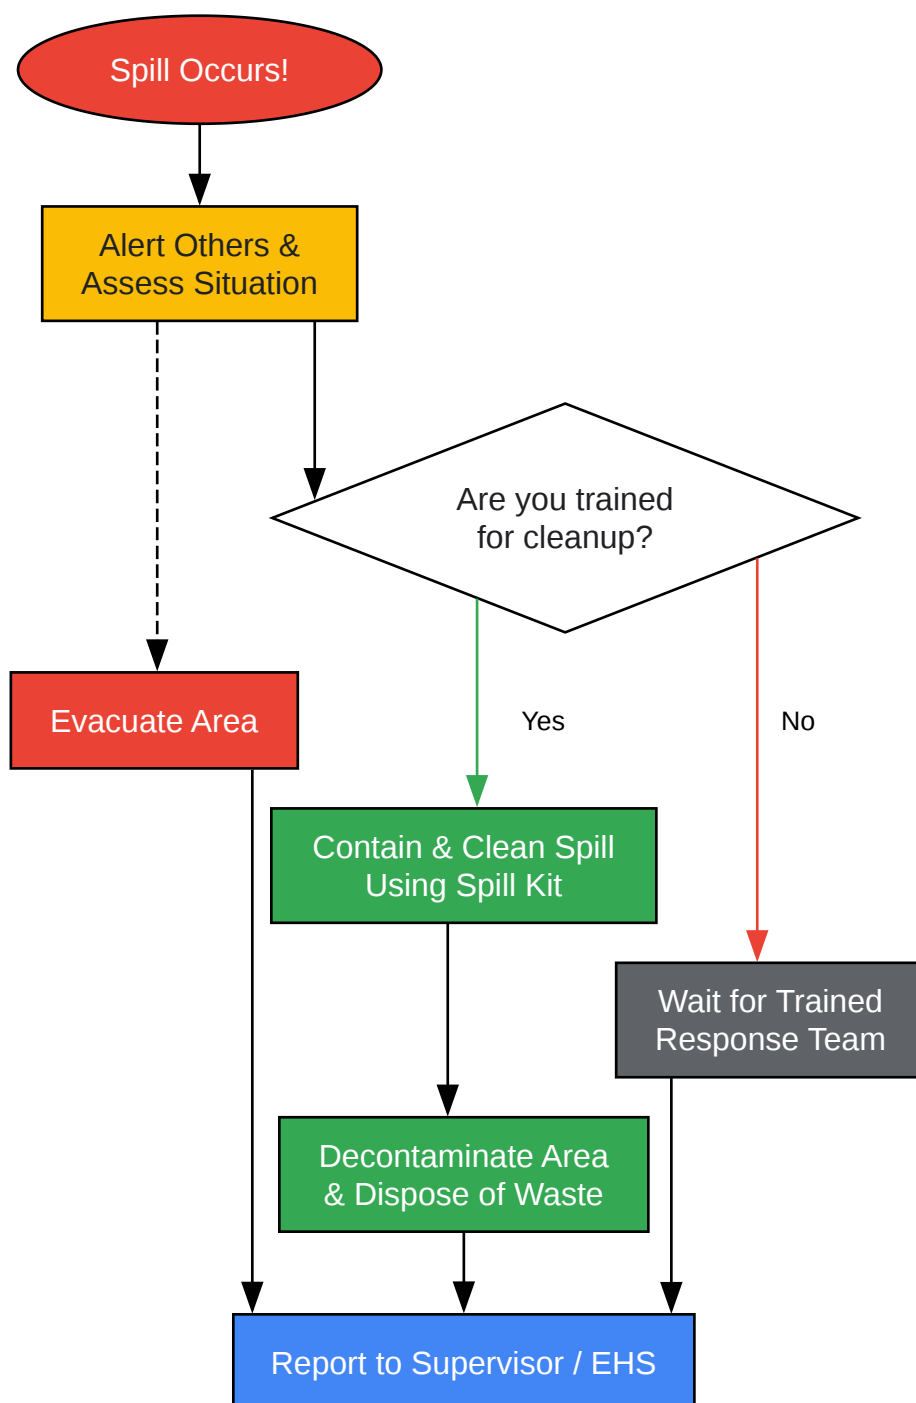 Spill Occurs!
Alert Others &
Assess Situation
Are you trained
for cleanup?
Evacuate Area
Yes
No
Contain & Clean Spill
Using Spill Kit
Wait for Trained
Response Team
Decontaminate Area
& Dispose of Waste
Report to Supervisor / EHS